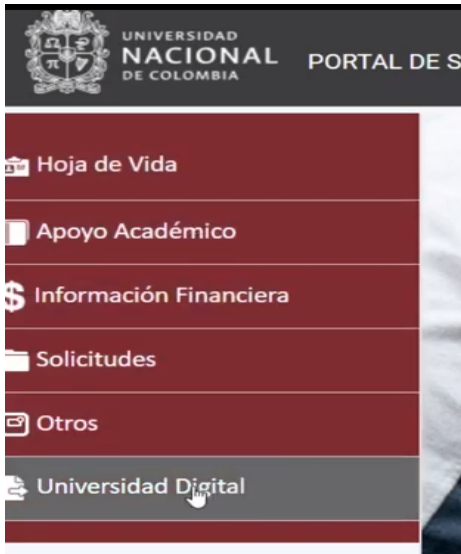 UNIVERSIDAD
NACIONAL
DE COLOMBIA
PORTAL DE S
Hoja de Vida
Apoyo Académico
Información Financiera
Solicitudes
Otros
Universidad Digital